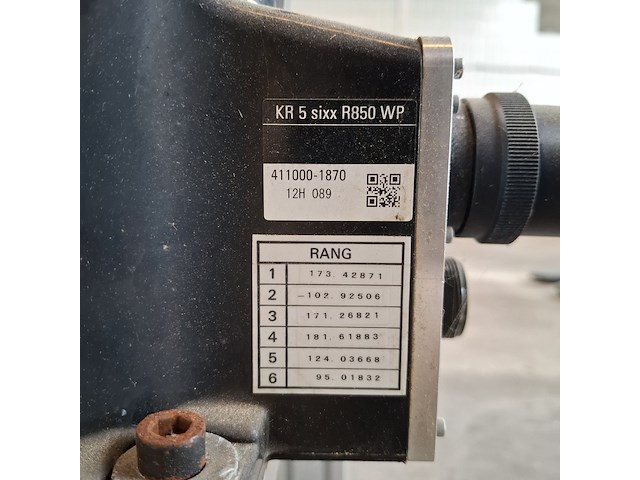 KR 5 sixx R850 WP
411000-1870
12H 089
RANG
1 173. 42871
2 -102. 92506
3 171. 26821
4 181. 61883
5 124. 03668
6 95. 01832